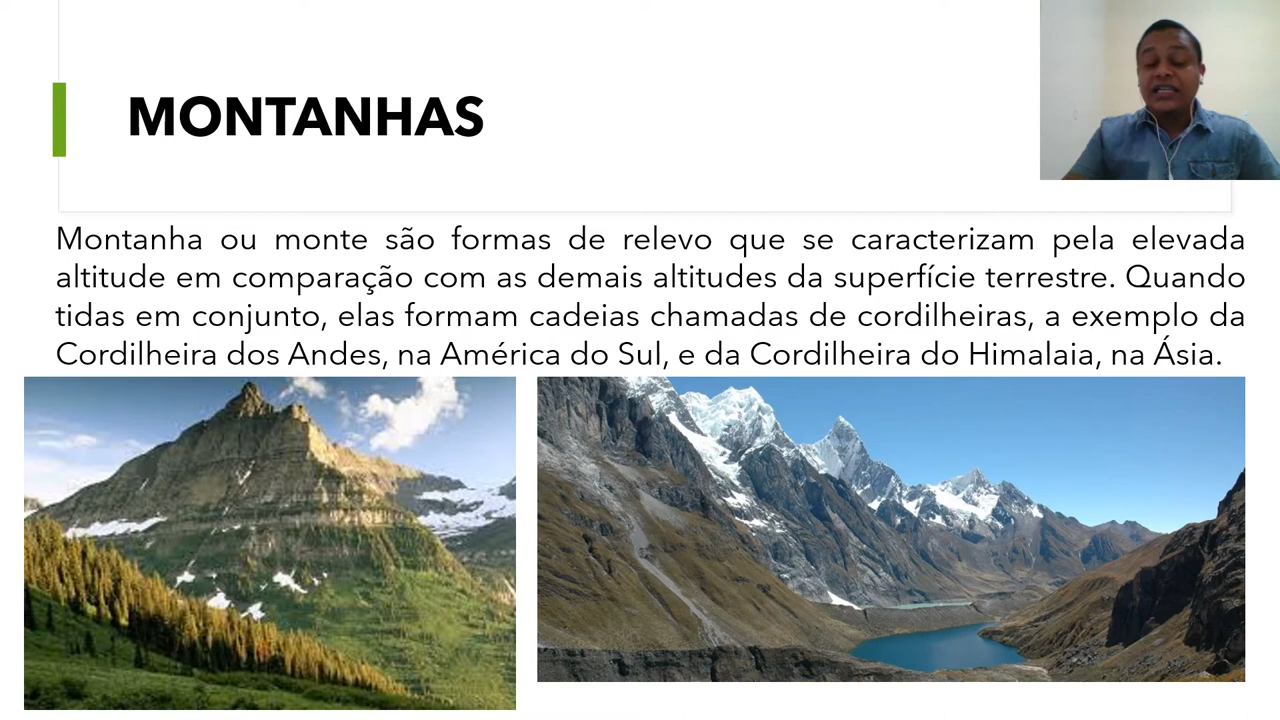 MONTANHAS
Montanha ou monte são formas de relevo que se caracterizam pela elevada
altitude em comparação com as demais altitudes da superfície terrestre. Quando
tidas em conjunto, elas formam cadeias chamadas de cordilheiras, a exemplo da
Cordilheira dos Andes, na América do Sul, e da Cordilheira do Himalaia, na Ásia.